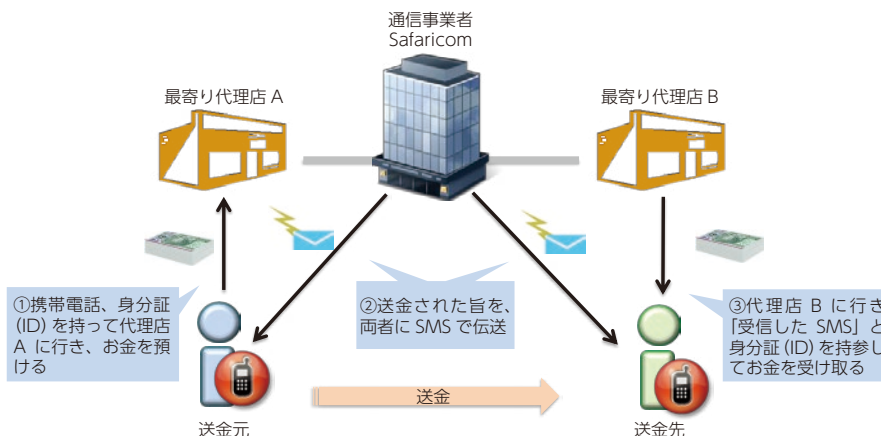 通信事業者
Safaricom
最寄り代理店 A
最寄り代理店 B
①携帯電話、身分証
(ID) を持って代理店
A に行き、お金を預
ける
②送金された旨を、
両者に SMS で伝送
③代理店 B に行き
「受信した SMS」と
身分証 (ID) を持参し
てお金を受け取る
送金
送金元
送金先